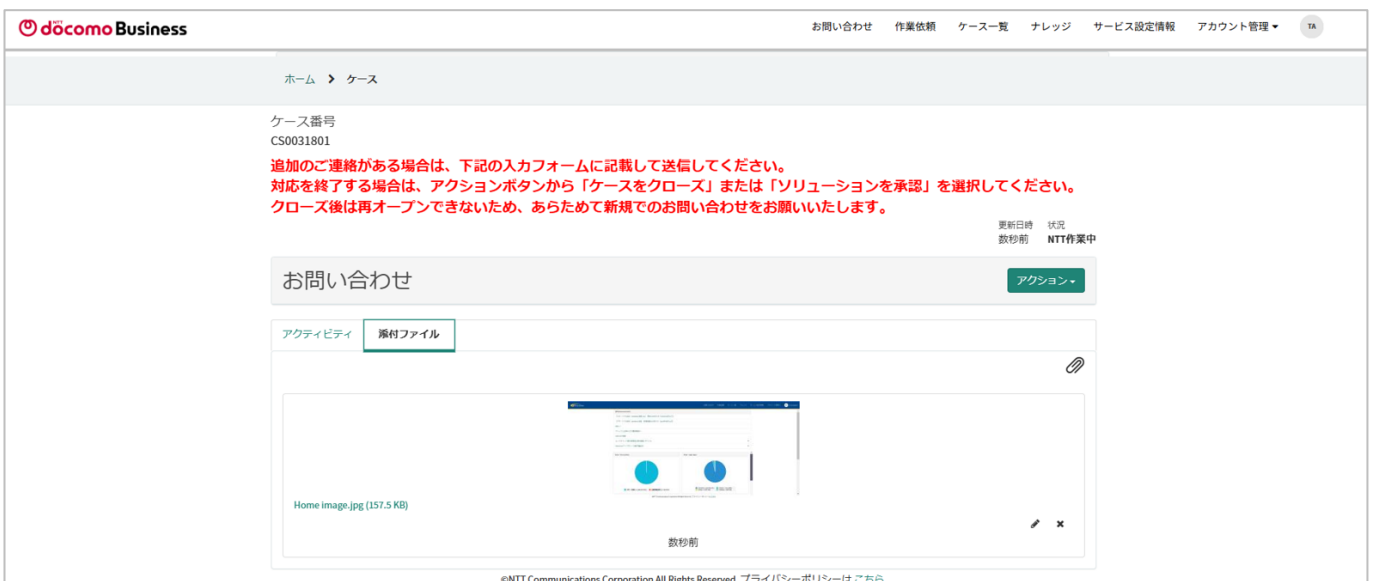 NTT
döcomo Business
お問い合わせ 作業依頼 ケース一覧 ナレッジ サービス設定情報 アカウント管理 TA
ホーム ケース
ケース番号
CS0031801
追加のご連絡がある場合は、下記の入力フォームに記載して送信してください。
対応を終了する場合は、アクションボタンから「ケースをクローズ」または「ソリューションを承認」を選択してください。
クローズ後は再オープンできないため、あらためて新規でのお問い合わせをお願いいたします。
更新日時 状況
数秒前 NTT作業中
お問い合わせ
アクション
アクティビティ 添付ファイル
Home image.jpg (157.5 KB)
数秒前
©NTT Communications Corporation All Rights Reserved. プライバシーポリシーは こちら